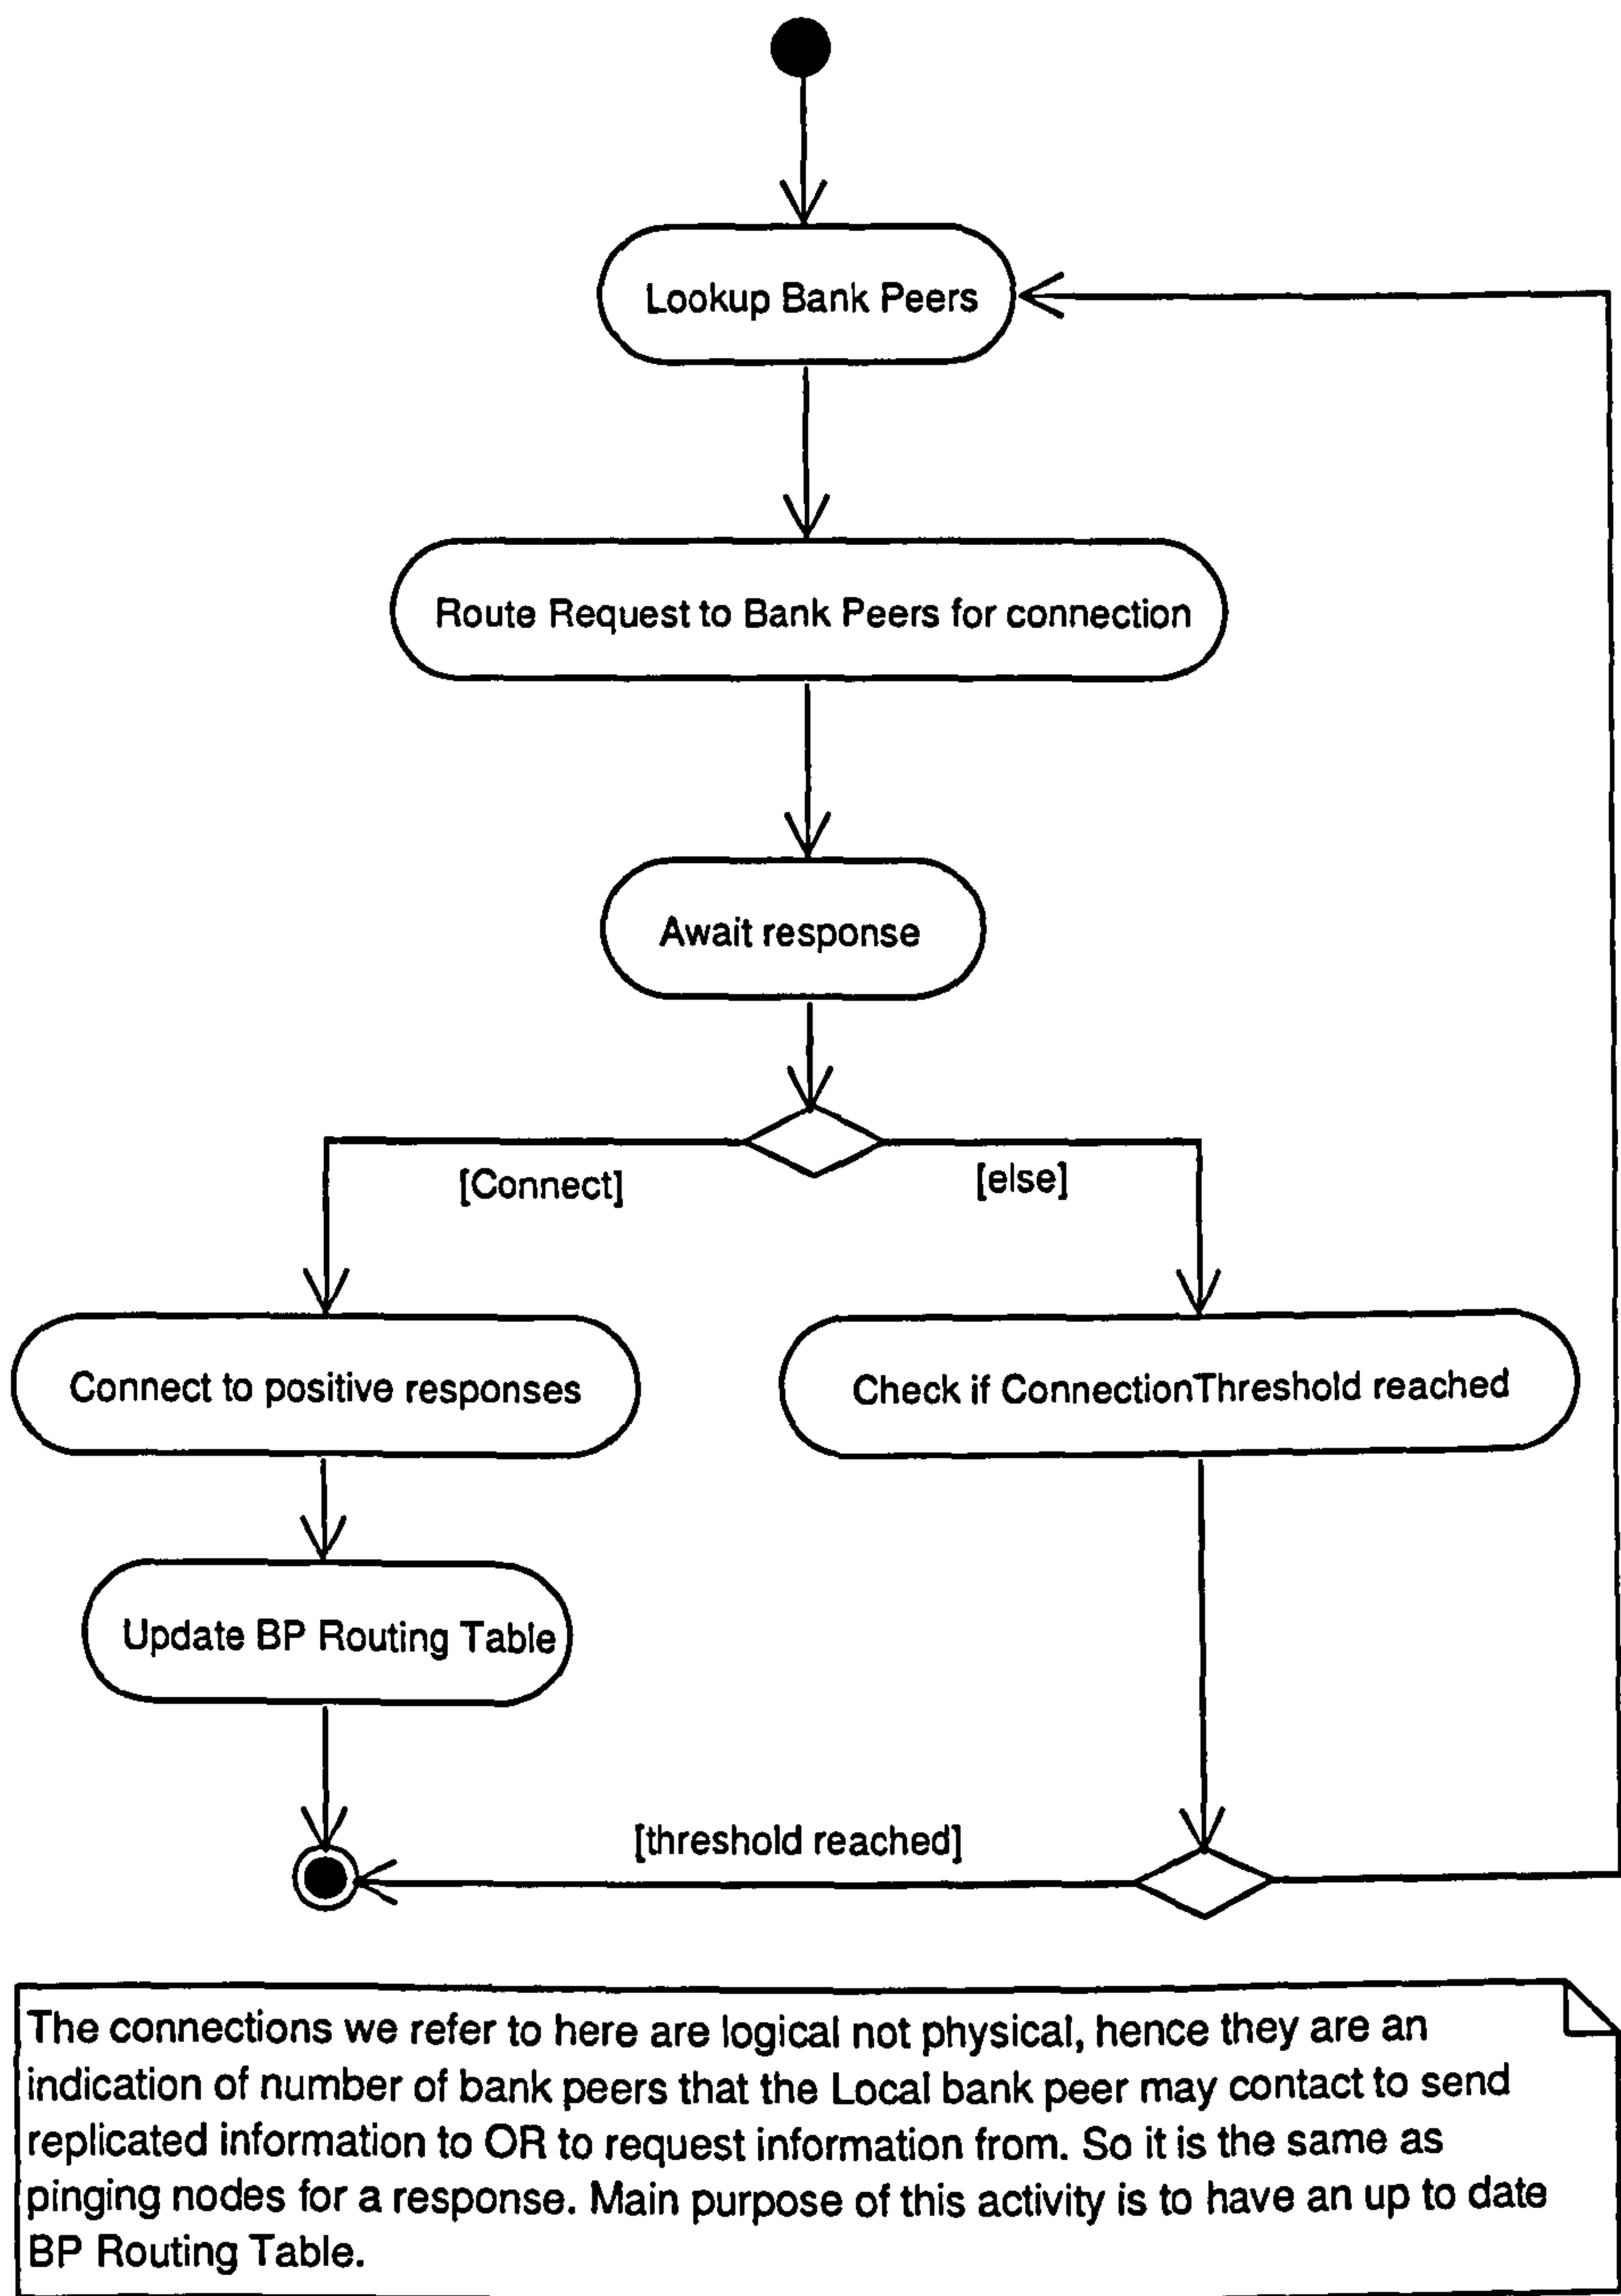 Lookup Bank Peers
Route Request to Bank Peers for connection
Await response
[Connect]
[else]
Connect to positive responses
Check if ConnectionThreshold reached
Update BP Routing Table
[threshold reached]
The connections we refer to here are logical not physical, hence they are an
indication of number of bank peers that the Local bank peer may contact to send
replicated information to OR to request information from. So it is the same as
pinging nodes for a response. Main purpose of this activity is to have an up to date
BP Routing Table.